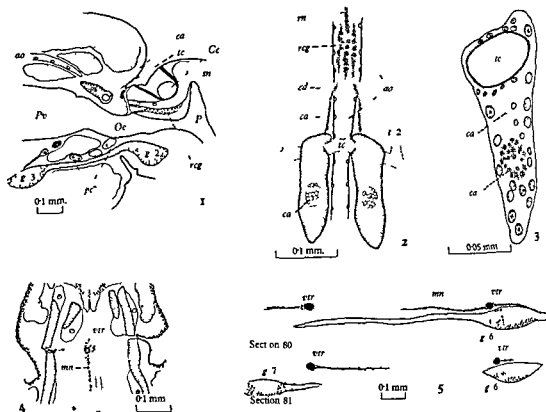 ca
tc
Cc
ao
sn
Pv
Oc
P
rcg
g 3
g 2
pc
0·1 mm.
1
m
rcg
cd
ao
ca
tc
t 2
ca
0·1 mm.
2
tc
ca
ca
0.05 mm.
3
vtr
mn
4
0·1 mm
vtr
mn
vtr
Section 80
g 6
vtr
vtr
g 7
Section 81
0·1 mm
5
g 6